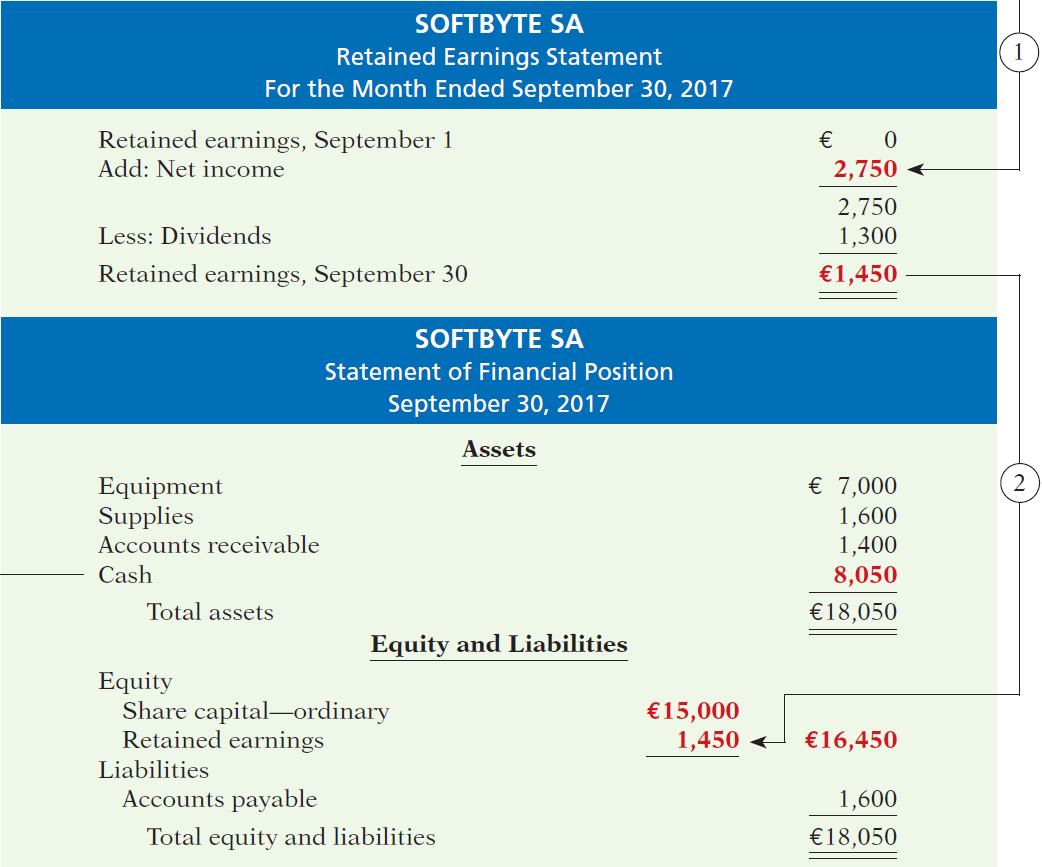 SOFTBYTE SA
Retained Earnings Statement
For the Month Ended September 30, 2017
1
Retained earnings, September 1 € 0
Add: Net income 2,750
2,750
Less: Dividends 1,300
Retained earnings, September 30 €1,450
SOFTBYTE SA
Statement of Financial Position
September 30, 2017
Assets
Equipment € 7,000
2
Supplies 1,600
Accounts receivable 1,400
Cash 8,050
Total assets €18,050
Equity and Liabilities
Equity
Share capital—ordinary €15,000
Retained earnings 1,450 €16,450
Liabilities
Accounts payable 1,600
Total equity and liabilities €18,050